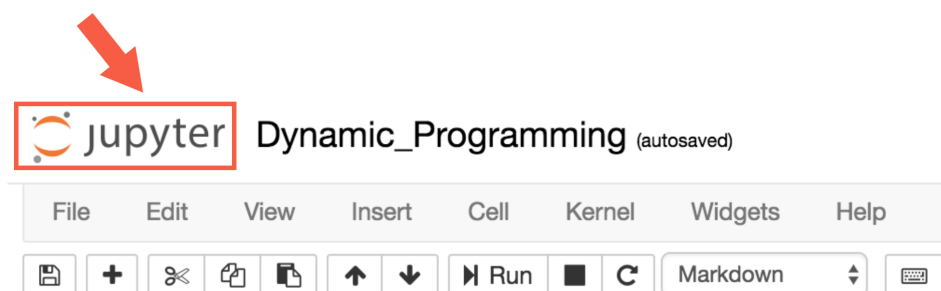 jupyter Dynamic_Programming (autosaved)
File Edit View Insert Cell Kernel Widgets Help
Run Markdown